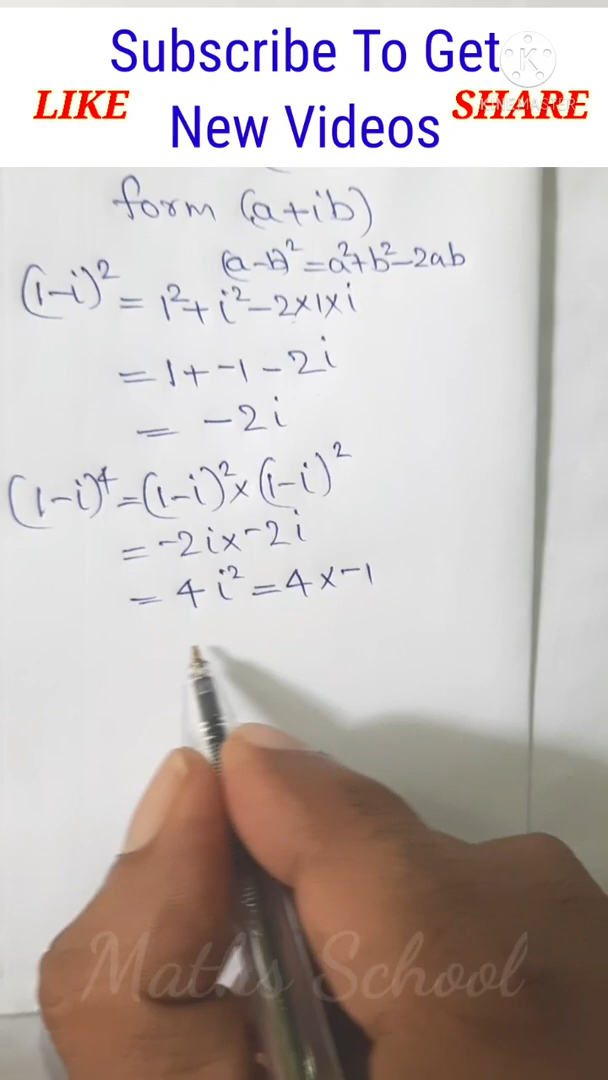 Subscribe To Get
LIKE
SHARE
New Videos
KINEMASTER
form (a+ib)
(a-b)² = a²+b²-2ab
(1-i)² = 1²+i²-2×1×i
= 1+-1-2i
= -2i
(1-i)⁴=(1-i)²×(1-i)²
= -2i×-2i
= 4i²=4×-1
Maths School